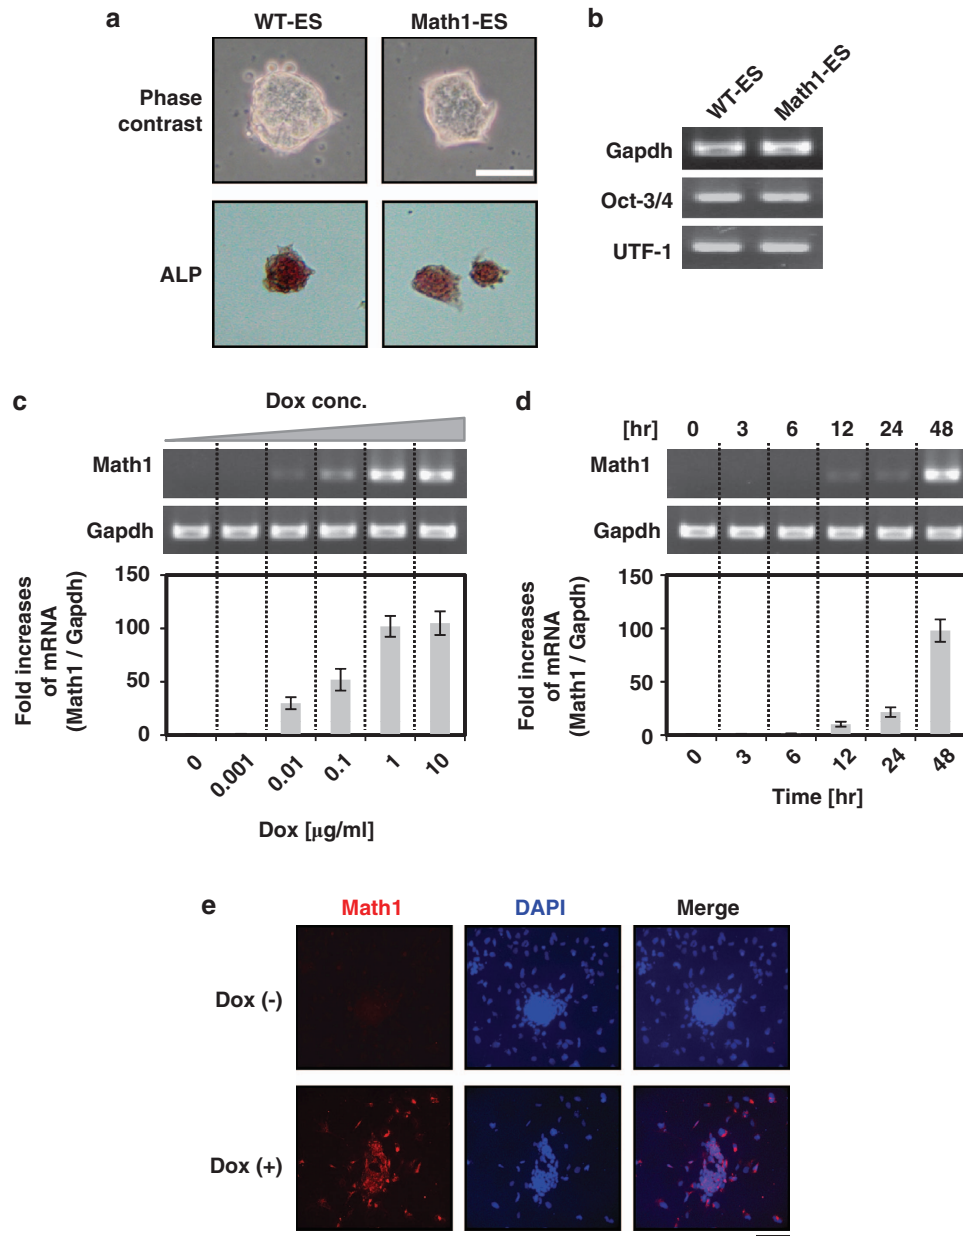 a
WT-ES
Math1-ES
Phase
contrast
ALP
b
WT-ES
Math1-ES
Gapdh
Oct-3/4
UTF-1
c
Dox conc.
Math1
Gapdh
Fold increases
of mRNA
(Math1 / Gapdh)
150
100
50
0
0
0.001
0.01
0.1
1
10
Dox [μg/ml]
d
[hr] 0 3 6 12 24 48
Math1
Gapdh
Fold increases
of mRNA
(Math1 / Gapdh)
150
100
50
0
0
3
6
12
24
48
Time [hr]
e
Math1
DAPI
Merge
Dox (-)
Dox (+)